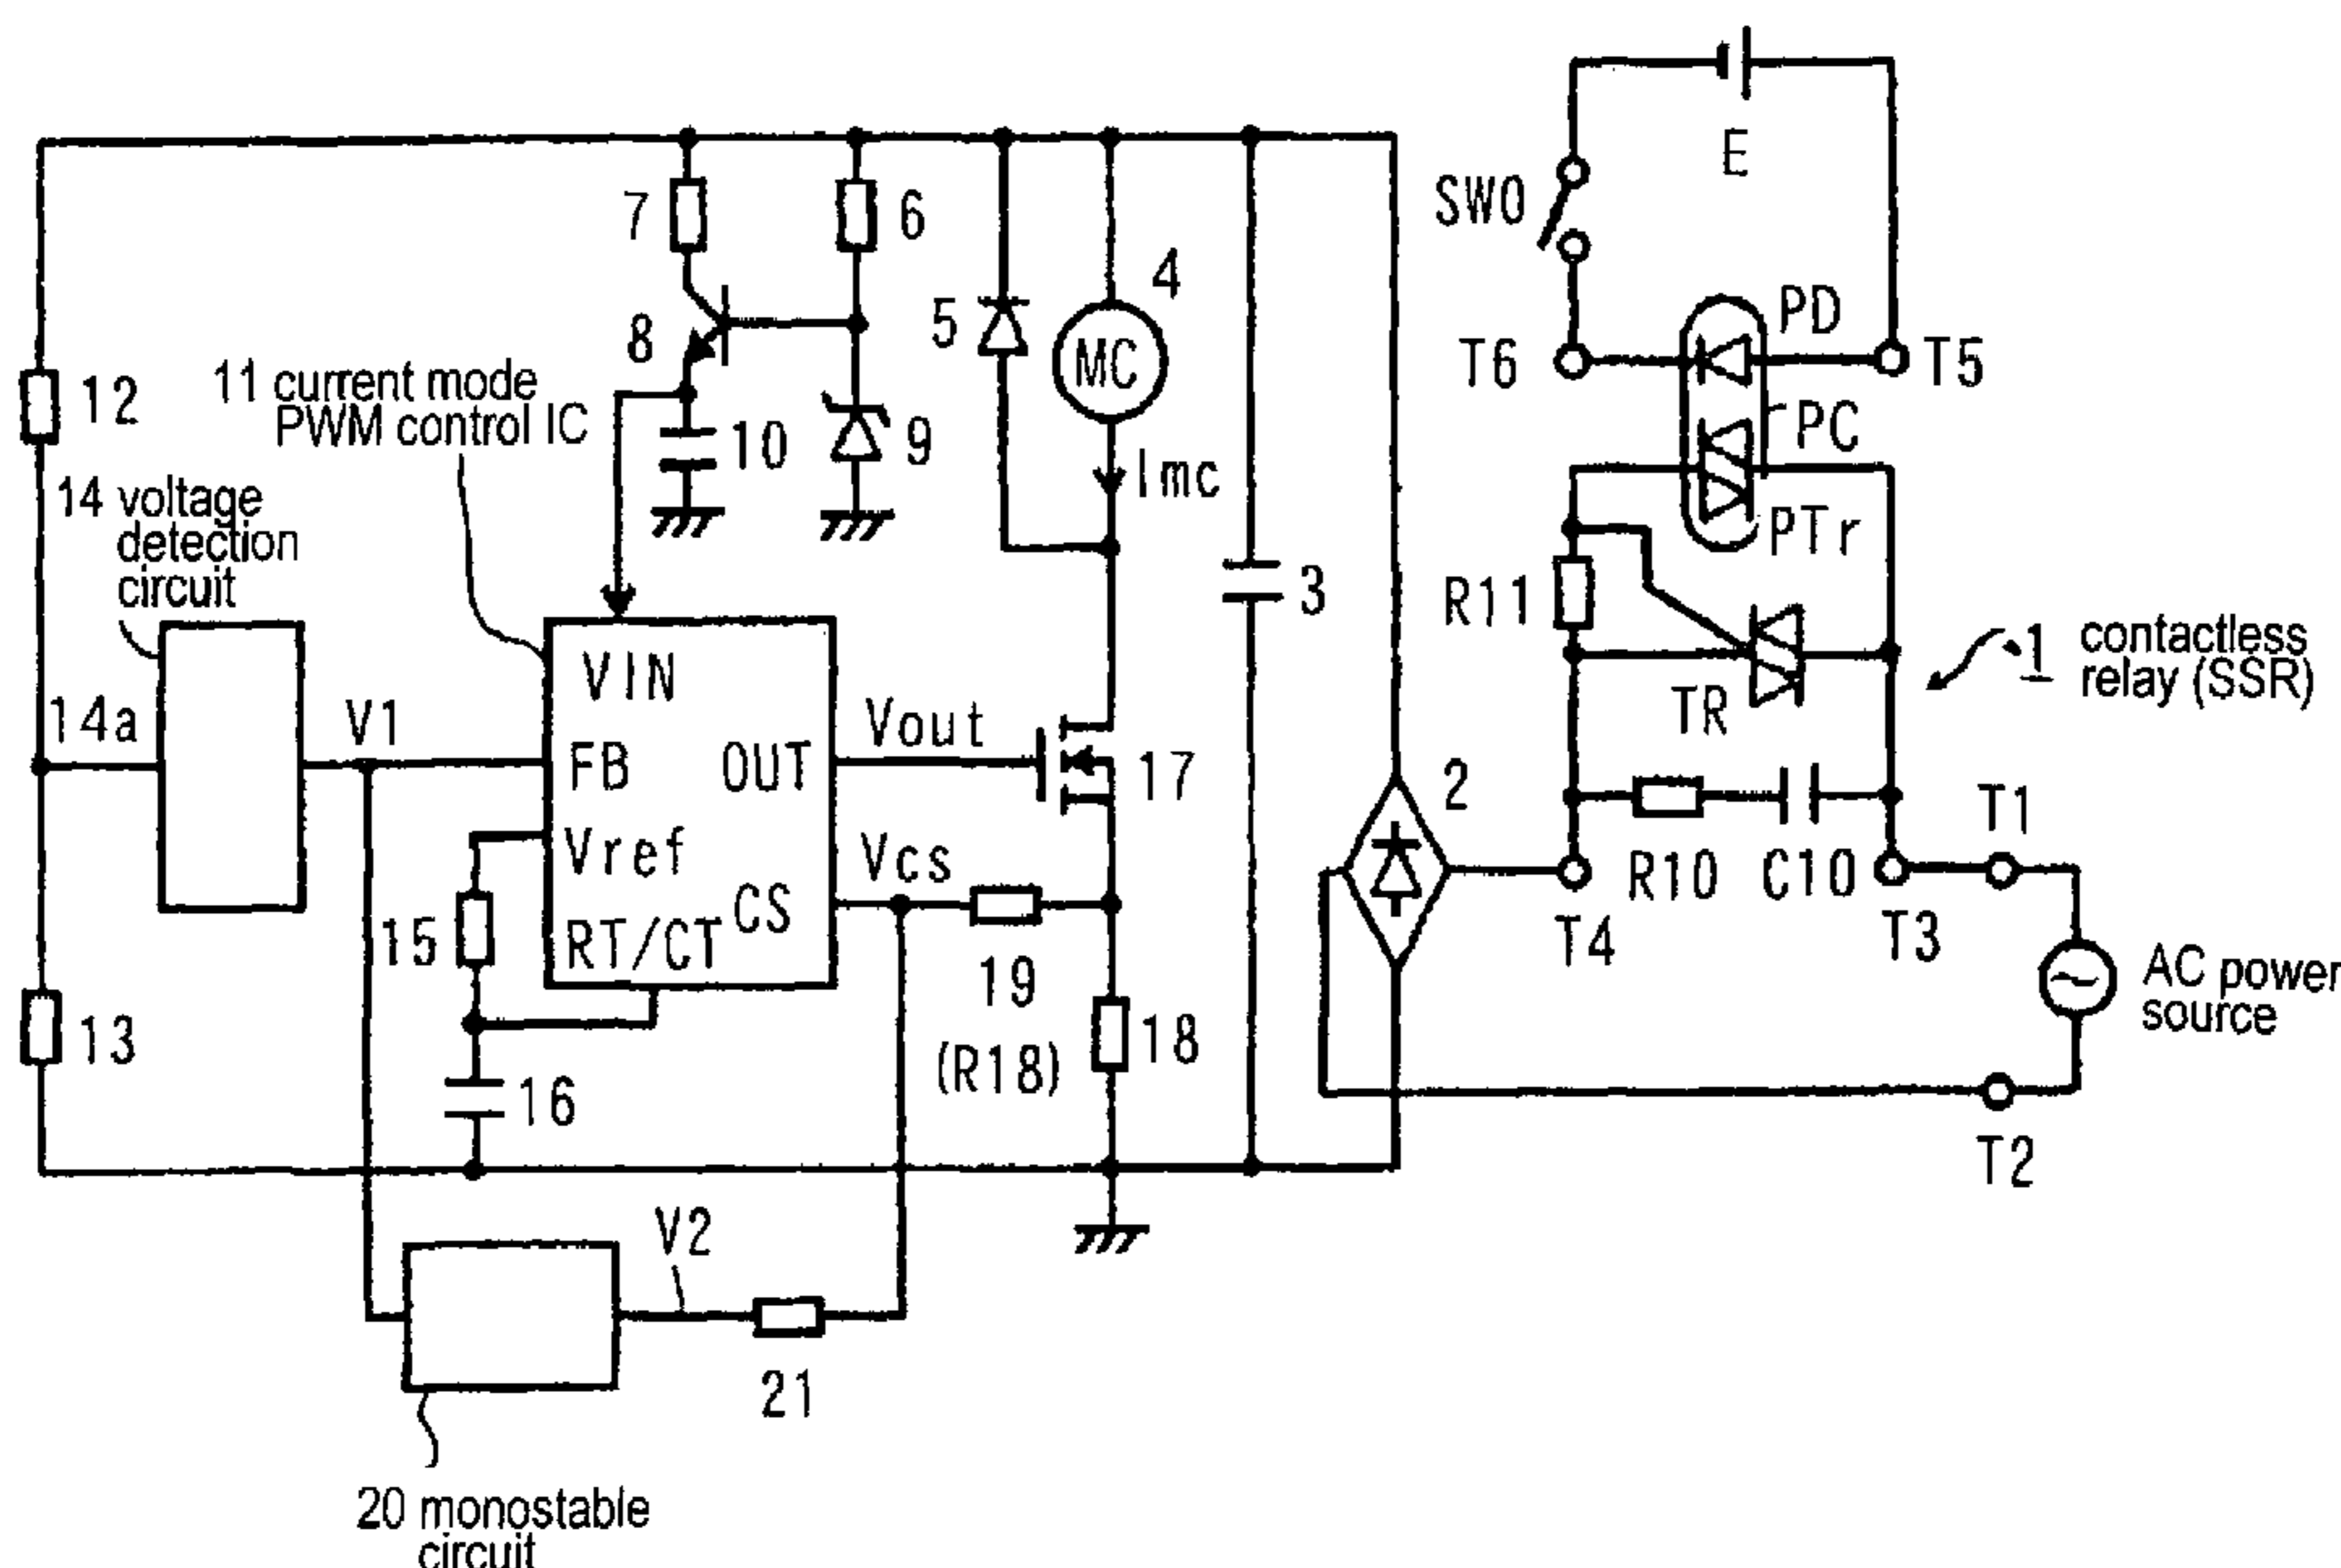 E
SW0
7
6
4
PD
8
5
MC
T6
T5
11 current mode
PWM control IC
12
10
9
PC
Imc
14 voltage
detection
circuit
PTr
3
R11
VIN
1 contactless
relay (SSR)
14a
V1
Vout
TR
FB
OUT
17
2
T1
Vref
Vcs
R10
C10
15
CS
RT/CT
T4
T3
19
13
18
AC power
source
(R18)
16
T2
V2
21
20 monostable
circuit